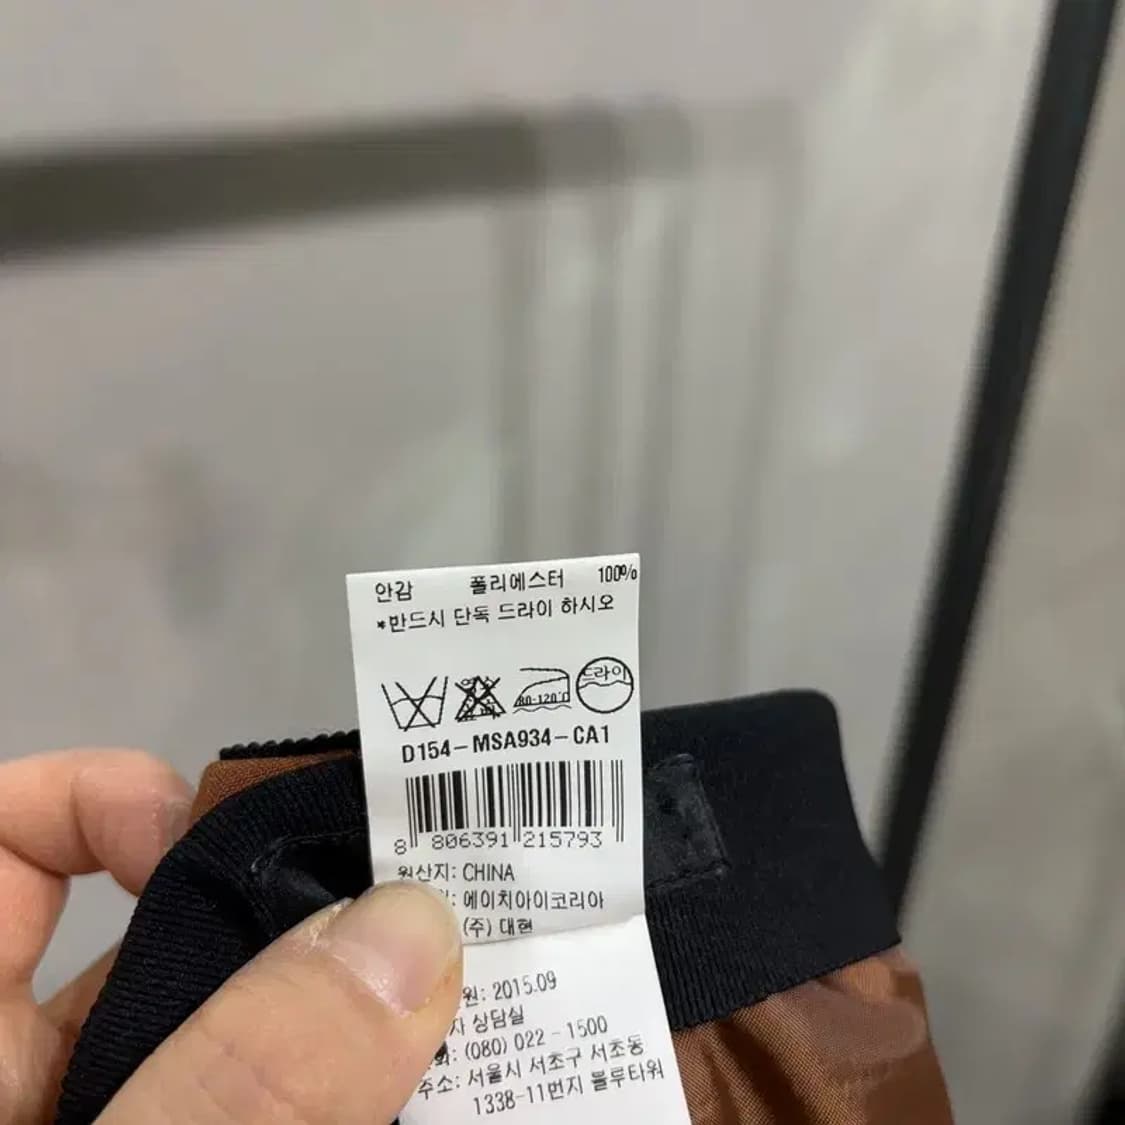 안감 폴리에스터 100%
*반드시 단독 드라이 하시오
80-120℃ 드라이
D154-MSA934-CA1
8 806391 215793
원산지: CHINA
: 에이치아이코리아
(주) 대현
원: 2015.09
자 상담실
: (080) 022-1500
주소: 서울시 서초구 서초동
1338-11번지 블루타워